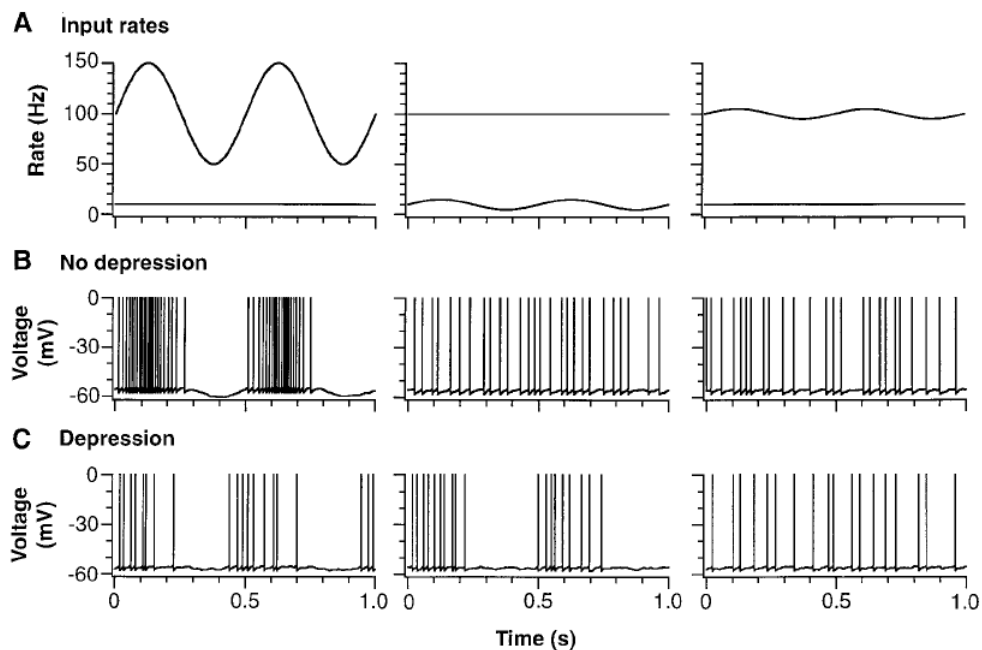 A Input rates
Rate (Hz)
150
100
50
0
B No depression
Voltage
(mV)
0
-30
-60
C Depression
Voltage
(mV)
0
-30
-60
0 0.5 1.0 0 0.5 1.0 0 0.5 1.0
Time (s)